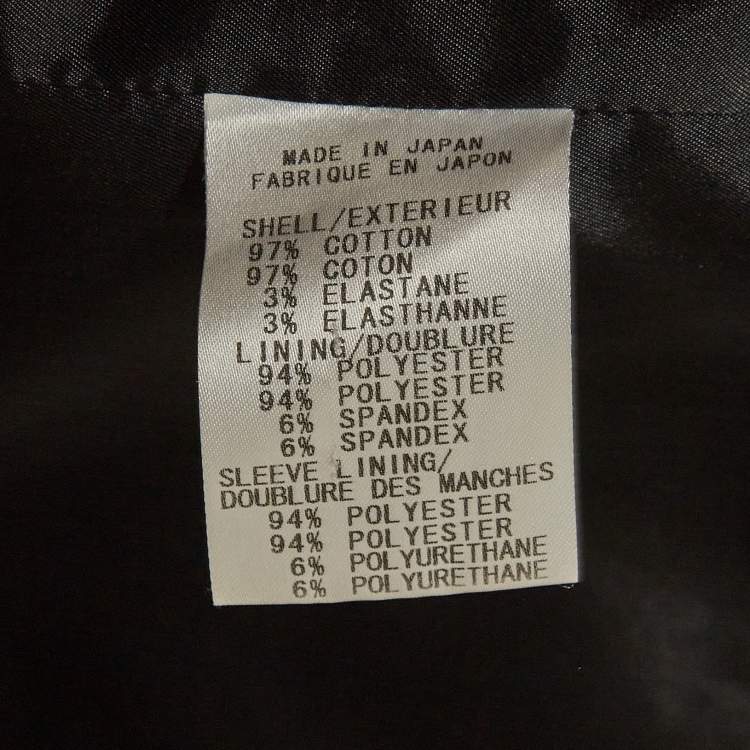 MADE IN JAPAN
FABRIQUE EN JAPON
SHELL/EXTERIEUR
97% COTTON
97% COTON
3% ELASTANE
3% ELASTHANNE
LINING/DOUBLURE
94% POLYESTER
94% POLYESTER
6% SPANDEX
6% SPANDEX
SLEEVE LINING/
DOUBLURE DES MANCHES
94% POLYESTER
94% POLYESTER
6% POLYURETHANE
6% POLYURETHANE